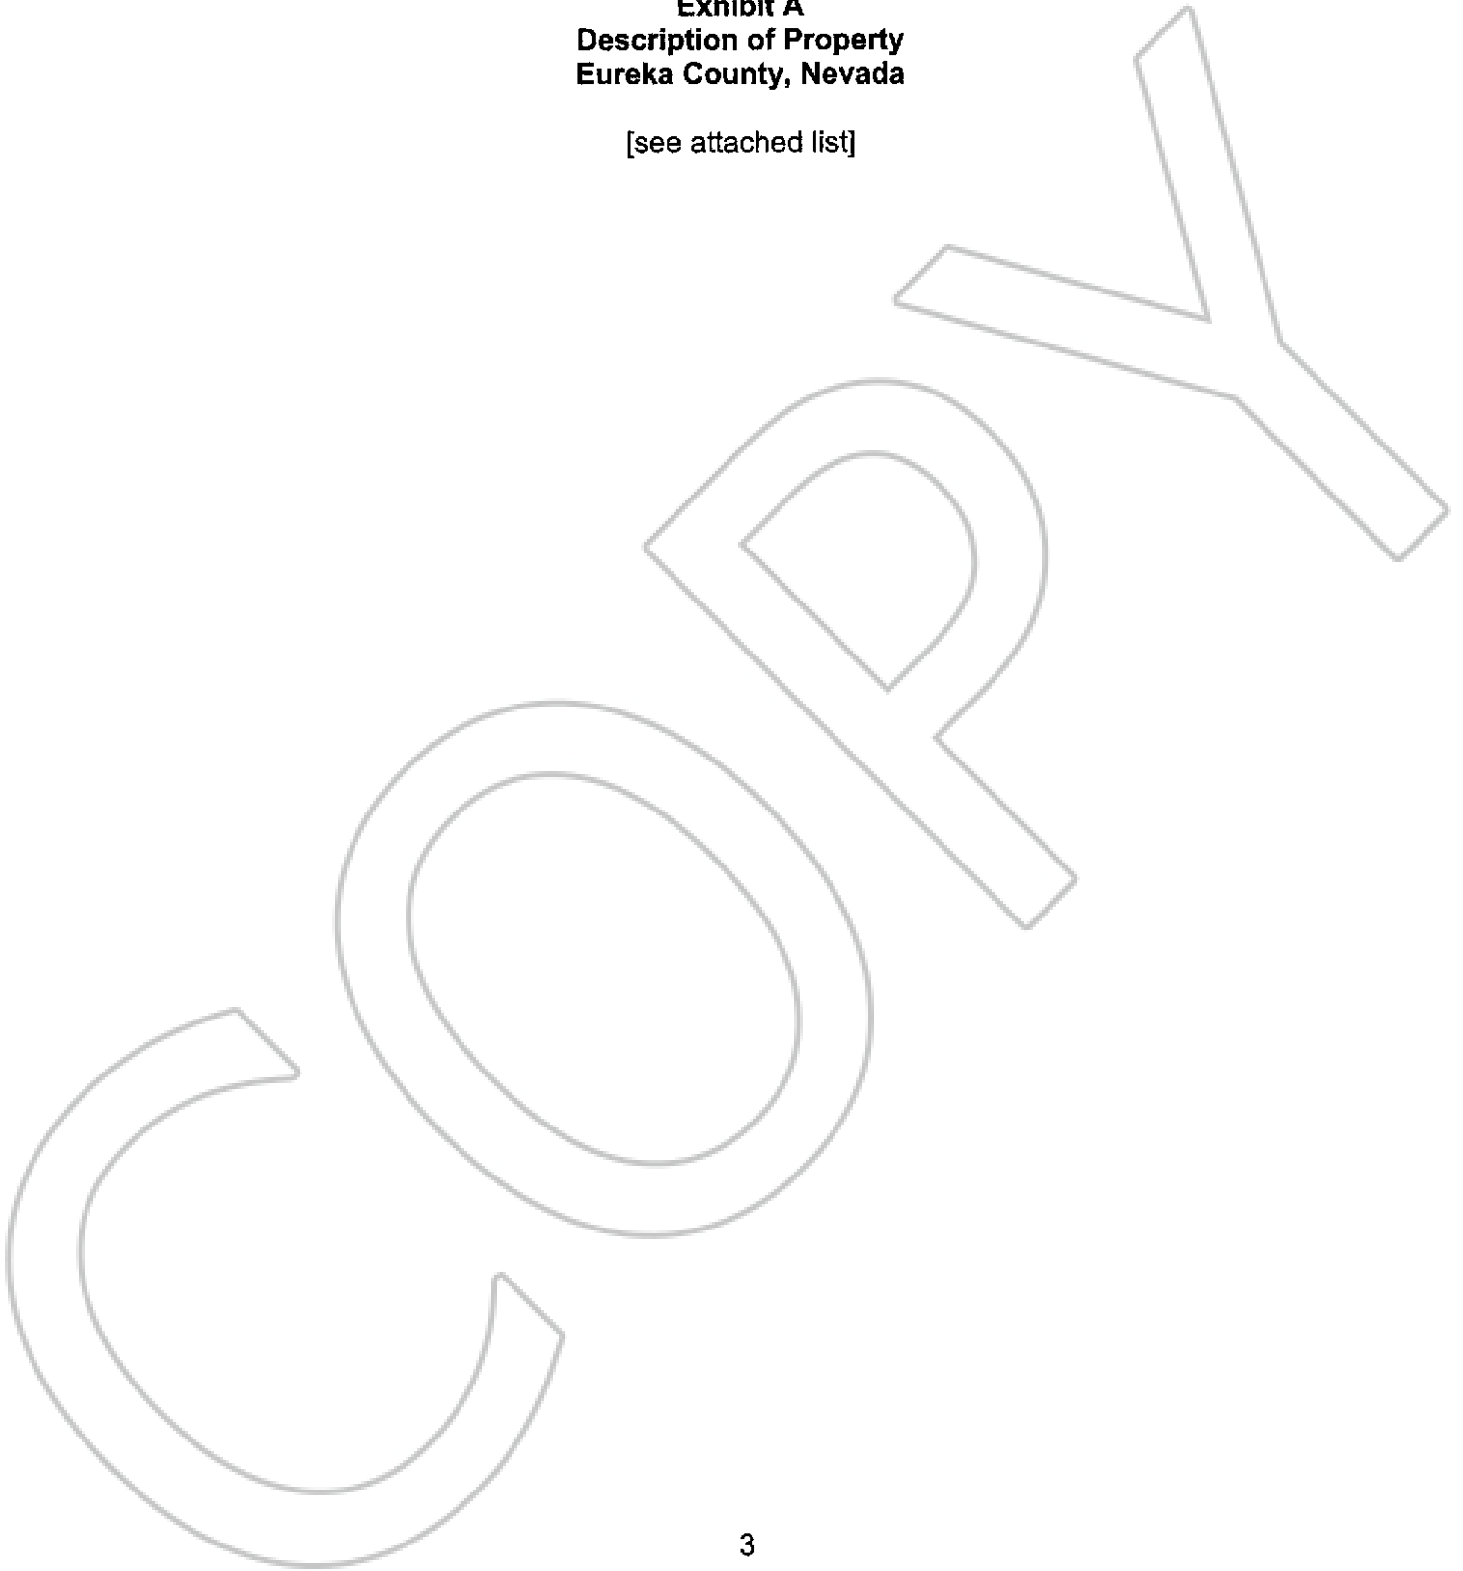 Exhibit A
Description of Property
Eureka County, Nevada
[see attached list]
COPY
3